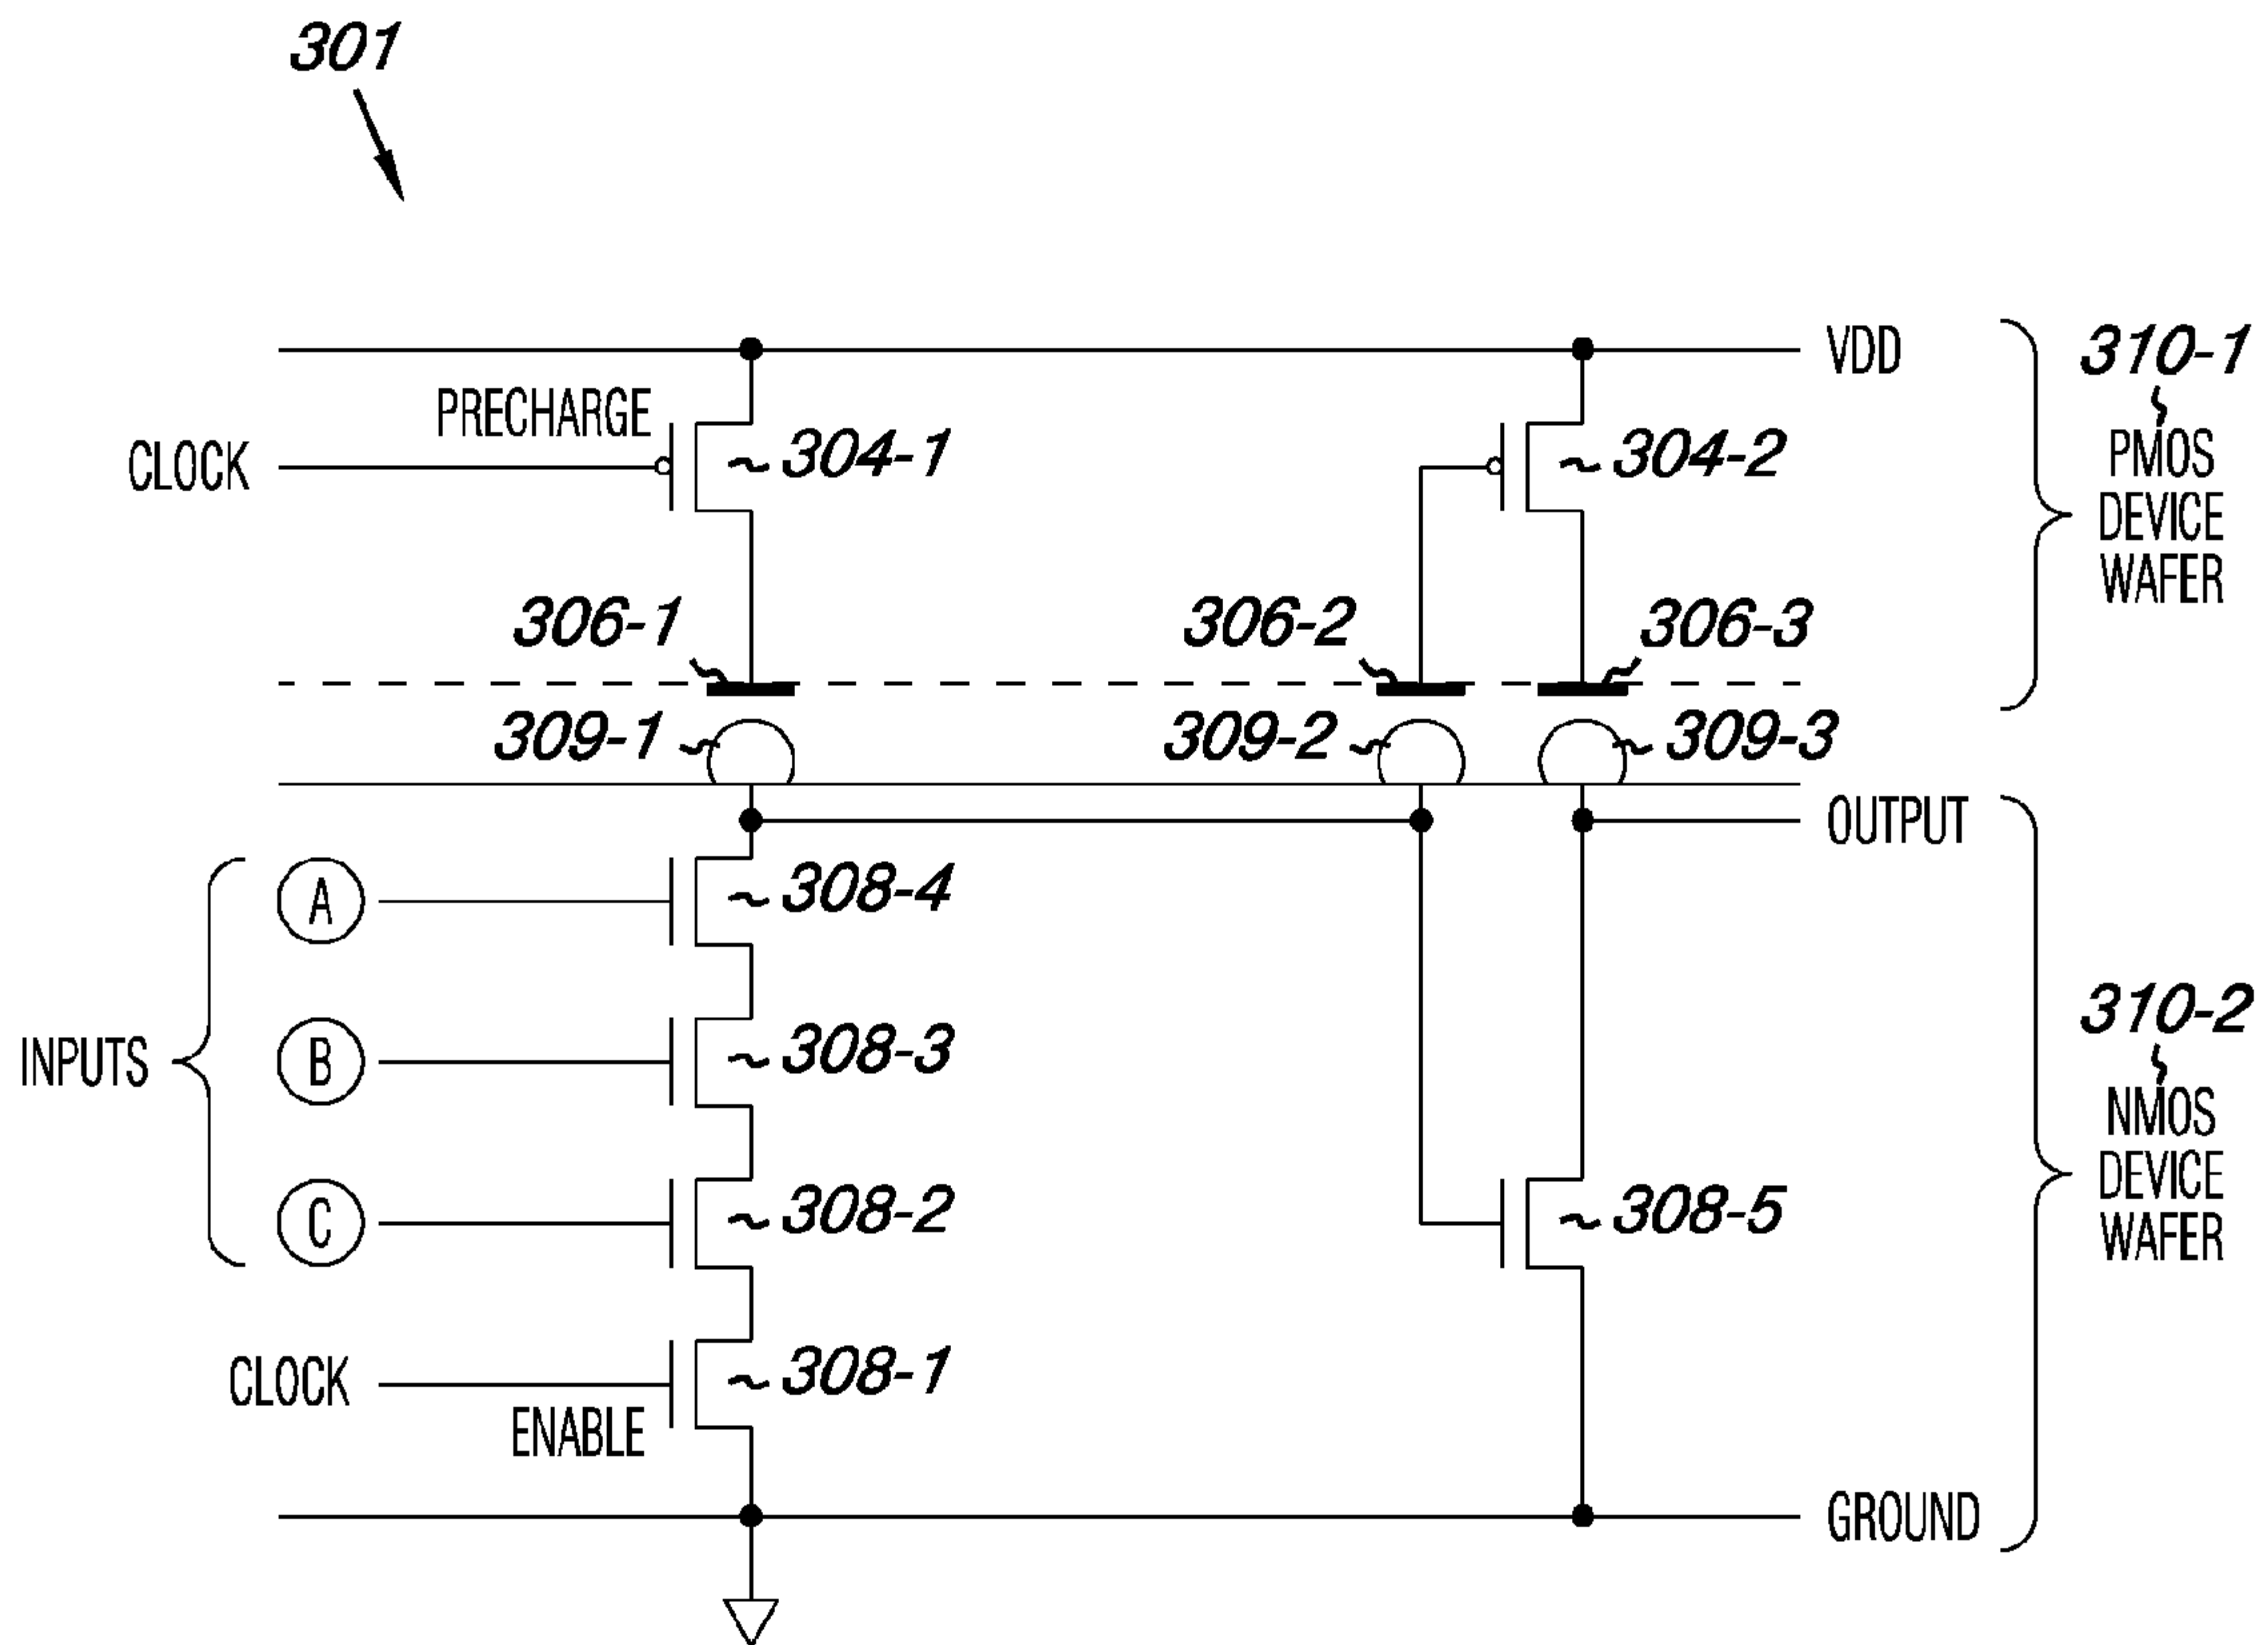 301
VDD
310-1
PMOS
DEVICE
WAFER
PRECHARGE
CLOCK
304-1
304-2
306-1
306-2
306-3
309-1
309-2
309-3
OUTPUT
INPUTS
A
308-4
B
308-3
C
308-2
308-5
310-2
NMOS
DEVICE
WAFER
CLOCK
308-1
ENABLE
GROUND